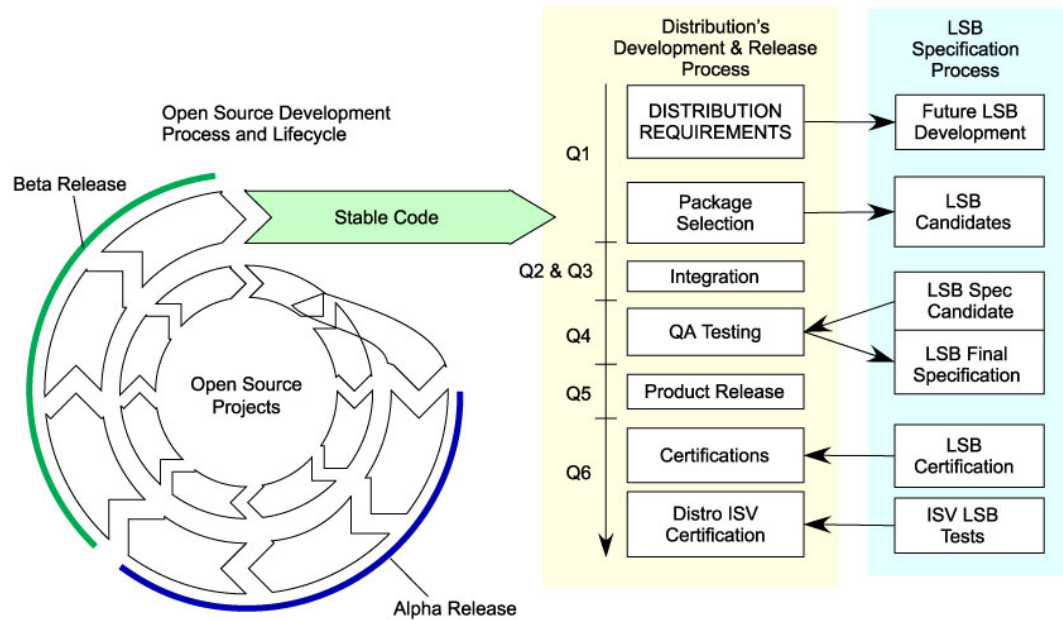 Distribution's
Development & Release
Process
LSB
Specification
Process
Open Source Development
Process and Lifecycle
Beta Release
Stable Code
Open Source
Projects
Alpha Release
Q1
DISTRIBUTION
REQUIREMENTS
Future LSB
Development
Package
Selection
LSB
Candidates
Q2 & Q3
Integration
Q4
QA Testing
LSB Spec
Candidate
LSB Final
Specification
Q5
Product Release
Q6
Certifications
LSB
Certification
Distro ISV
Certification
ISV LSB
Tests